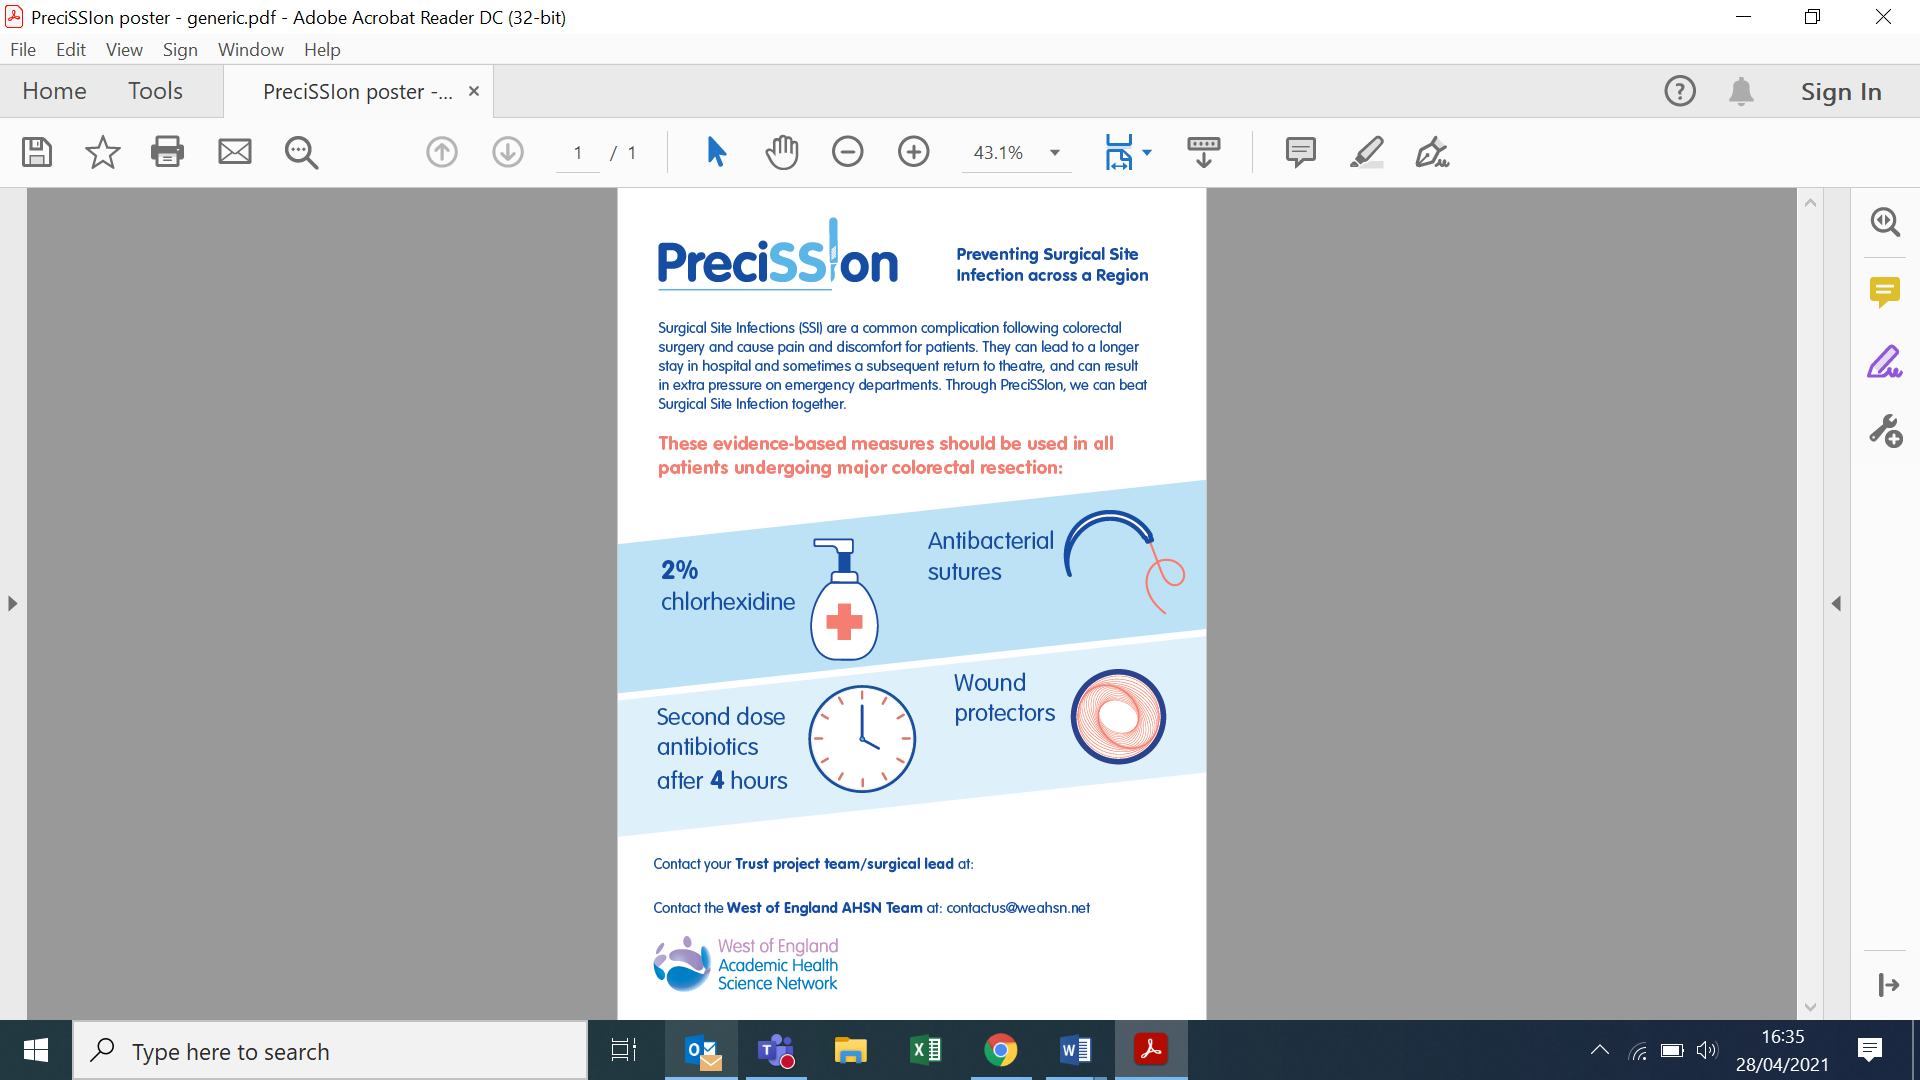 PreciSSIon poster - generic.pdf - Adobe Acrobat Reader DC (32-bit)
File Edit View Sign Window Help
Home Tools PreciSSIon poster -... × Sign In
1 / 1 43.1%
PreciSSIon
Preventing Surgical Site
Infection across a Region
Surgical Site Infections (SSI) are a common complication following colorectal
surgery and cause pain and discomfort for patients. They can lead to a longer
stay in hospital and sometimes a subsequent return to theatre, and can result
in extra pressure on emergency departments. Through PreciSSIon, we can beat
Surgical Site Infection together.
These evidence-based measures should be used in all
patients undergoing major colorectal resection:
2%
chlorhexidine
Antibacterial
sutures
Second dose
antibiotics
after 4 hours
Wound
protectors
Contact your Trust project team/surgical lead at:
Contact the West of England AHSN Team at: contactus@weahsn.net
West of England
Academic Health
Science Network
Type here to search
16:35
28/04/2021